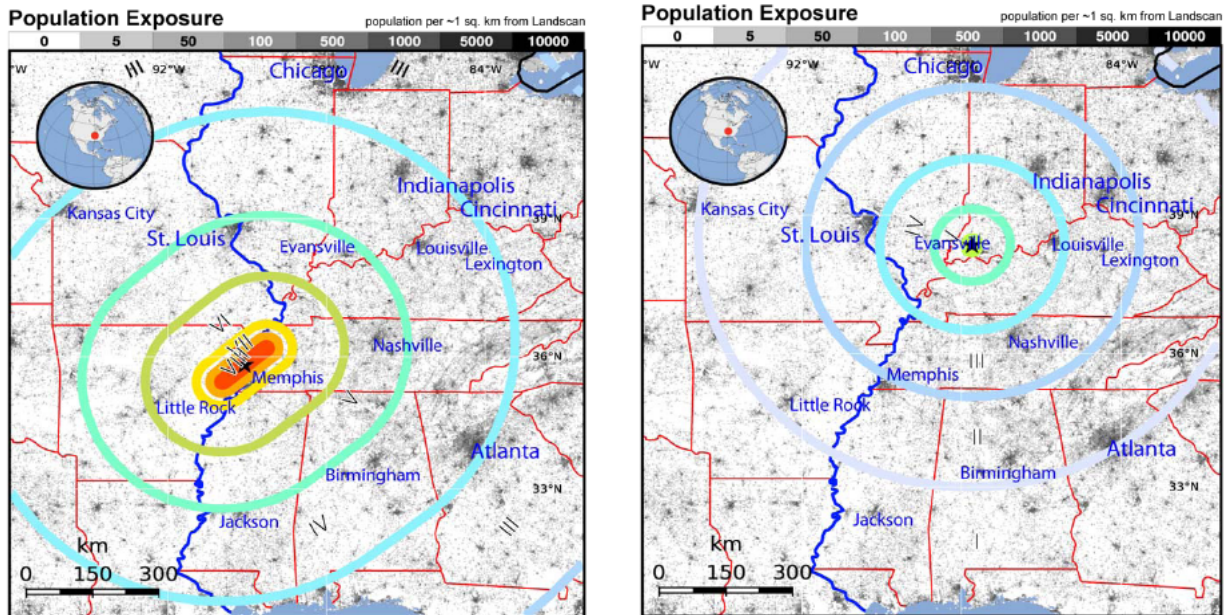 Population Exposure
population per ~1 sq. km from Landscan
0 5 50 100 500 1000 5000 10000
°W III 92°W III 84°W
Chicago
Indianapolis
Kansas City
Cincinnati
39°N
St. Louis
Evansville
Louisville
Lexington
VI
VIII
VII
Nashville
36°N
Memphis
Little Rock
V
Atlanta
Birmingham
33°N
Jackson
IV
III
km
0 150 300
Population Exposure
population per ~1 sq. km from Landscan
0 5 50 100 500 1000 5000 10000
°W 92°W 84°W
Chicago
Indianapolis
Kansas City
Cincinnati
39°N
IV
St. Louis
Evansville
Louisville
Lexington
Nashville
36°N
III
Memphis
Little Rock
II
Atlanta
Birmingham
33°N
Jackson
I
km
0 150 300